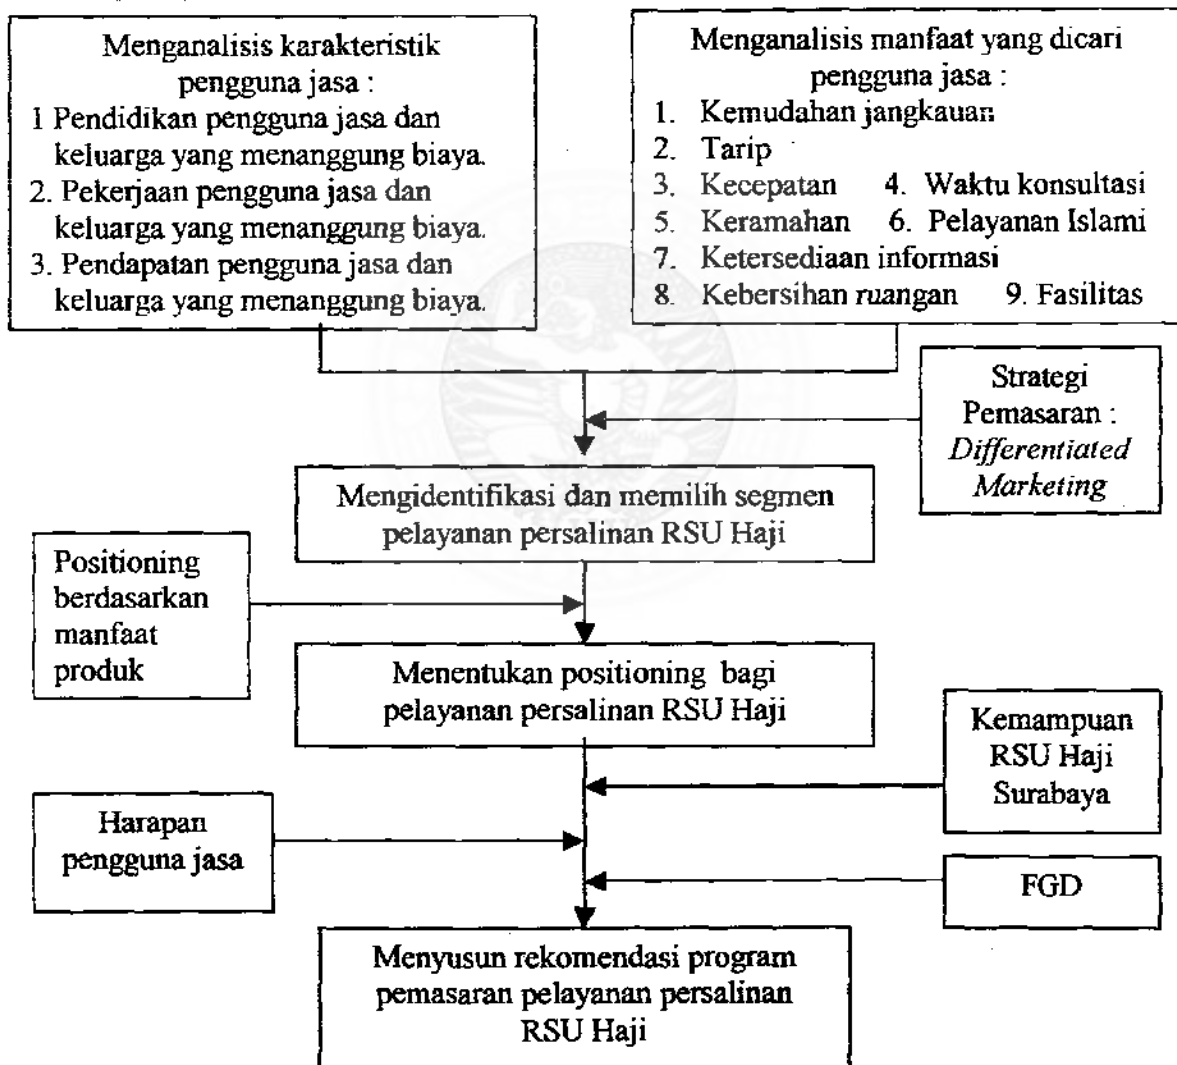 Menganalisis karakteristik
pengguna jasa :
1 Pendidikan pengguna jasa dan
keluarga yang menanggung biaya.
2. Pekerjaan pengguna jasa dan
keluarga yang menanggung biaya.
3. Pendapatan pengguna jasa dan
keluarga yang menanggung biaya.
Menganalisis manfaat yang dicari
pengguna jasa :
1. Kemudahan jangkauan
2. Tarip
3. Kecepatan 4. Waktu konsultasi
5. Keramahan 6. Pelayanan Islami
7. Ketersediaan informasi
8. Kebersihan ruangan 9. Fasilitas
Strategi
Pemasaran :
Differentiated
Marketing
Mengidentifikasi dan memilih segmen
pelayanan persalinan RSU Haji
Positioning
berdasarkan
manfaat
produk
Menentukan positioning bagi
pelayanan persalinan RSU Haji
Kemampuan
RSU Haji
Surabaya
Harapan
pengguna jasa
FGD
Menyusun rekomendasi program
pemasaran pelayanan persalinan
RSU Haji